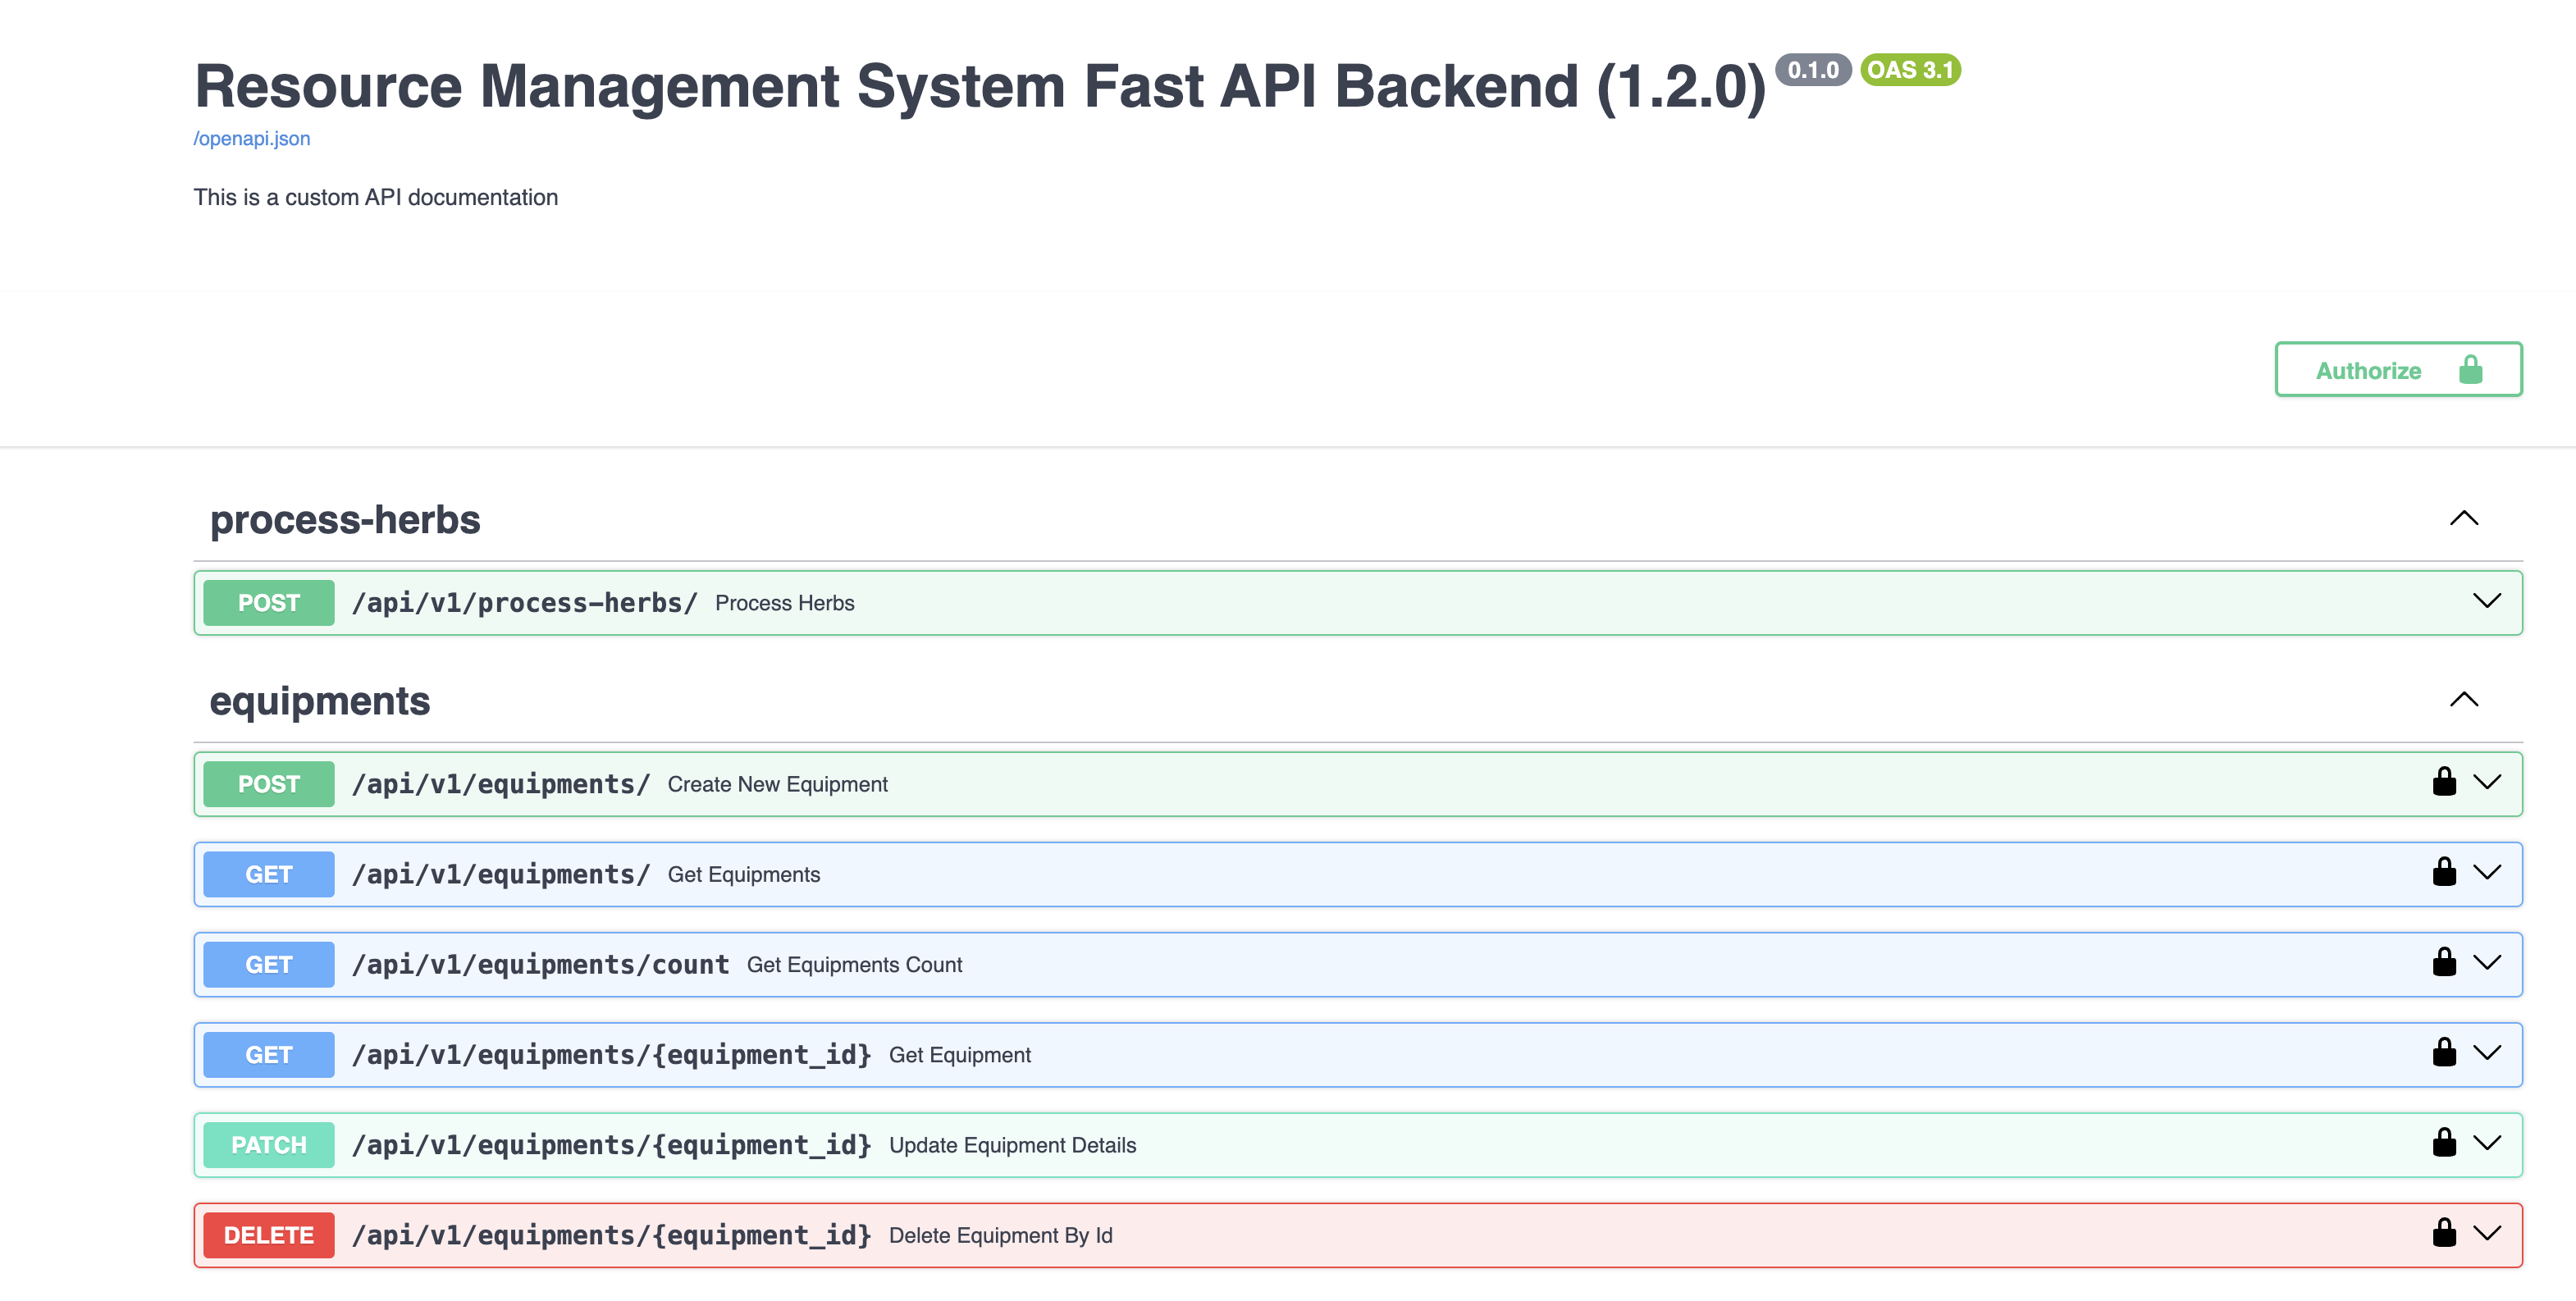 Resource Management System Fast API Backend (1.2.0) 0.1.0 OAS 3.1
/openapi.json
This is a custom API documentation
Authorize
process-herbs
POST /api/v1/process-herbs/ Process Herbs
equipments
POST /api/v1/equipments/ Create New Equipment
GET /api/v1/equipments/ Get Equipments
GET /api/v1/equipments/count Get Equipments Count
GET /api/v1/equipments/{equipment_id} Get Equipment
PATCH /api/v1/equipments/{equipment_id} Update Equipment Details
DELETE /api/v1/equipments/{equipment_id} Delete Equipment By Id